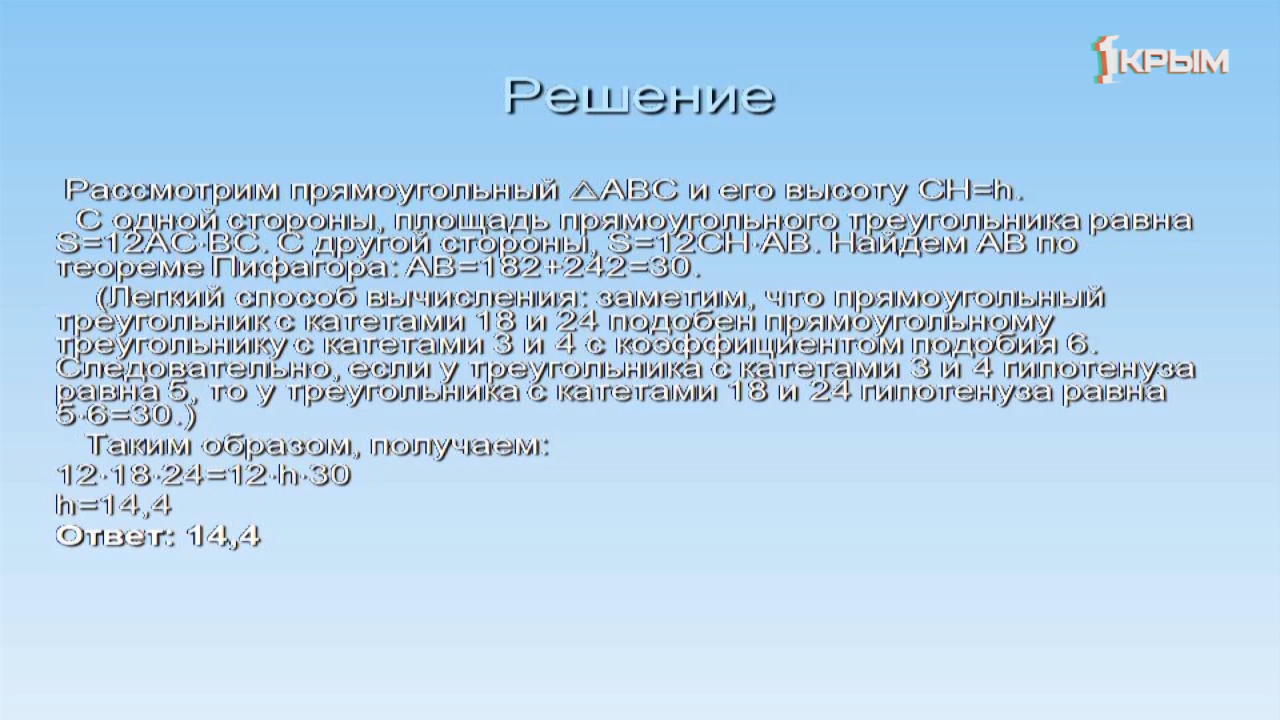 1КРЫМ
Решение
Рассмотрим прямоугольный △ABC и его высоту CH=h.
С одной стороны, площадь прямоугольного треугольника равна
S=12AC·BC. С другой стороны, S=12CH·AB. Найдем AB по
теореме Пифагора: AB=182+242=30.
(Легкий способ вычисления: заметим, что прямоугольный
треугольник с катетами 18 и 24 подобен прямоугольному
треугольнику с катетами 3 и 4 с коэффициентом подобия 6.
Следовательно, если у треугольника с катетами 3 и 4 гипотенуза
равна 5, то у треугольника с катетами 18 и 24 гипотенуза равна
5·6=30.)
Таким образом, получаем:
12·18·24=12·h·30
h=14,4
Ответ: 14,4